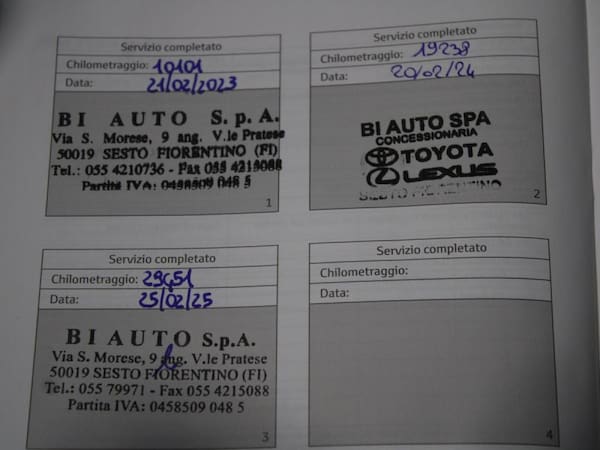 Servizio completato
Chilometraggio: 10101
Data: 21/02/2023
BI AUTO S.p.A.
Via S. Morese, 9 ang. V.le Pratese
50019 SESTO FIORENTINO (FI)
Tel.: 055 4210736 - Fax 055 4215088
Partita IVA: 0458509 048 5
1
Servizio completato
Chilometraggio: 19238
Data: 20/02/24
BI AUTO SPA
CONCESSIONARIA
TOYOTA
LEXUS
SESTO FIORENTINO
2
Servizio completato
Chilometraggio: 29451
Data: 25/02/25
BI AUTO S.p.A.
Via S. Morese, 9 ang. V.le Pratese
50019 SESTO FIORENTINO (FI)
Tel.: 055 79971 - Fax 055 4215088
Partita IVA: 0458509 048 5
3
Servizio completato
Chilometraggio:
Data:
4